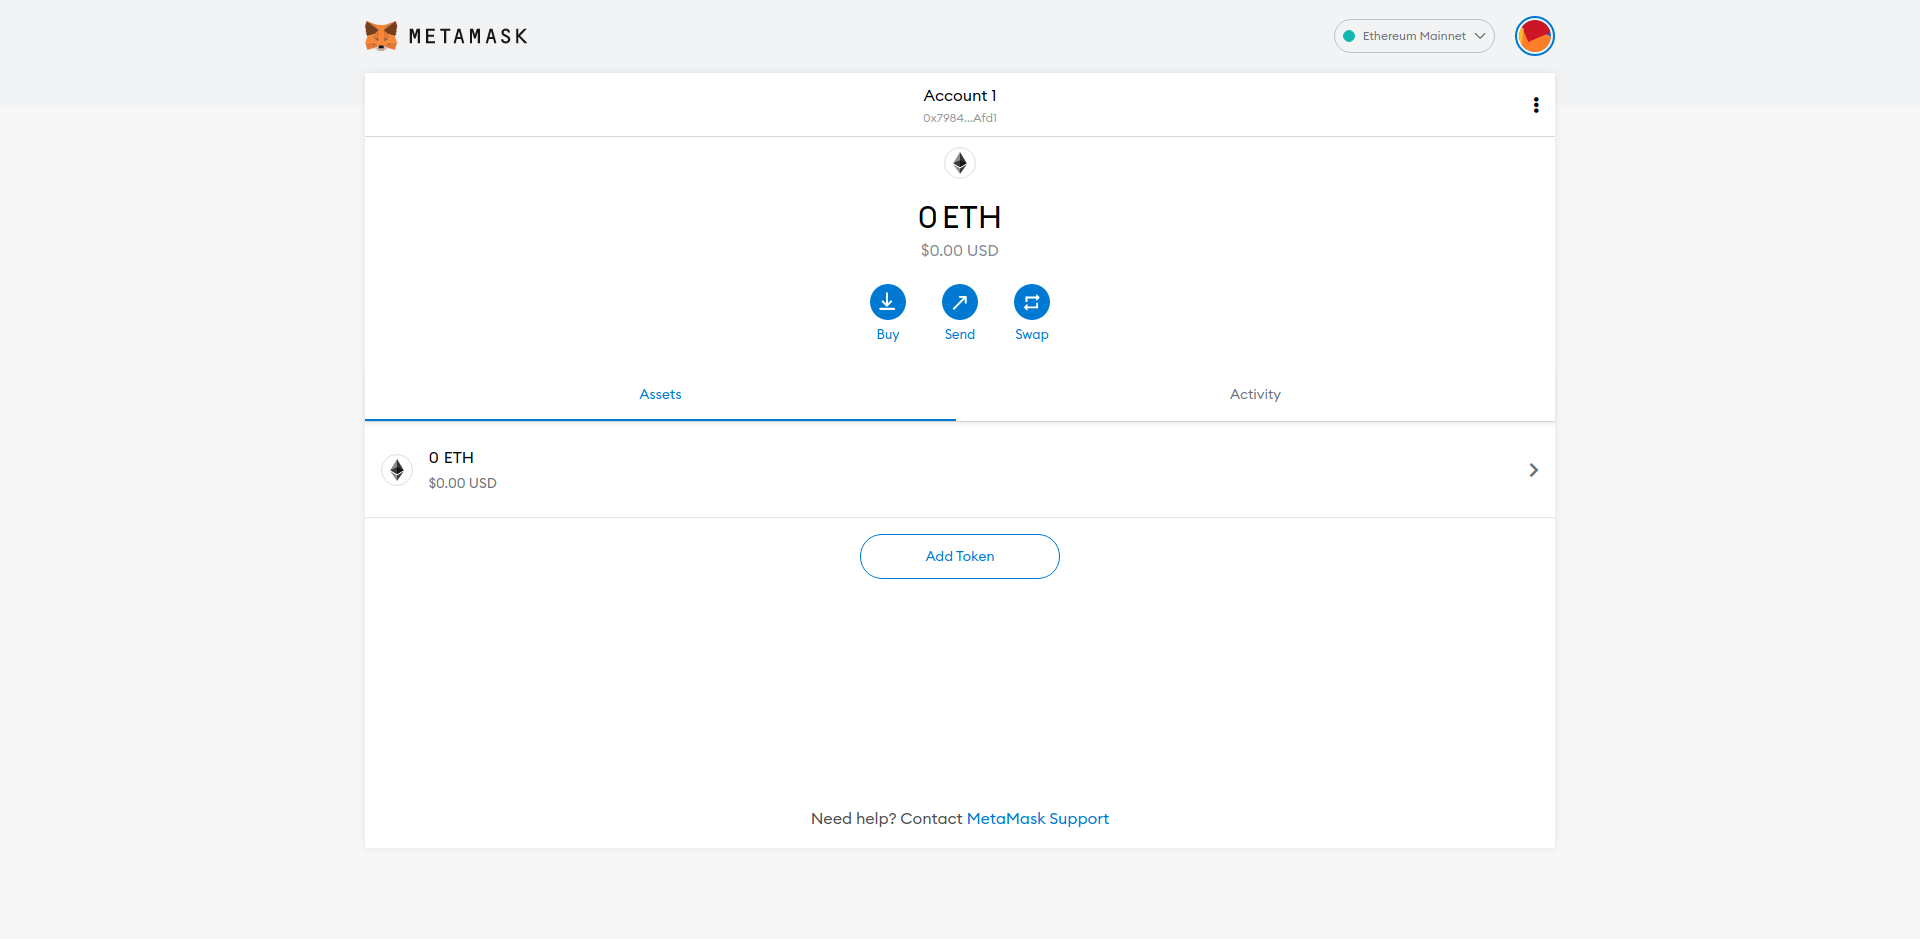 METAMASK
Ethereum Mainnet
Account 1
0x7984...Afd1
0 ETH
$0.00 USD
Buy
Send
Swap
Assets
Activity
0 ETH
$0.00 USD
Add Token
Need help? Contact MetaMask Support